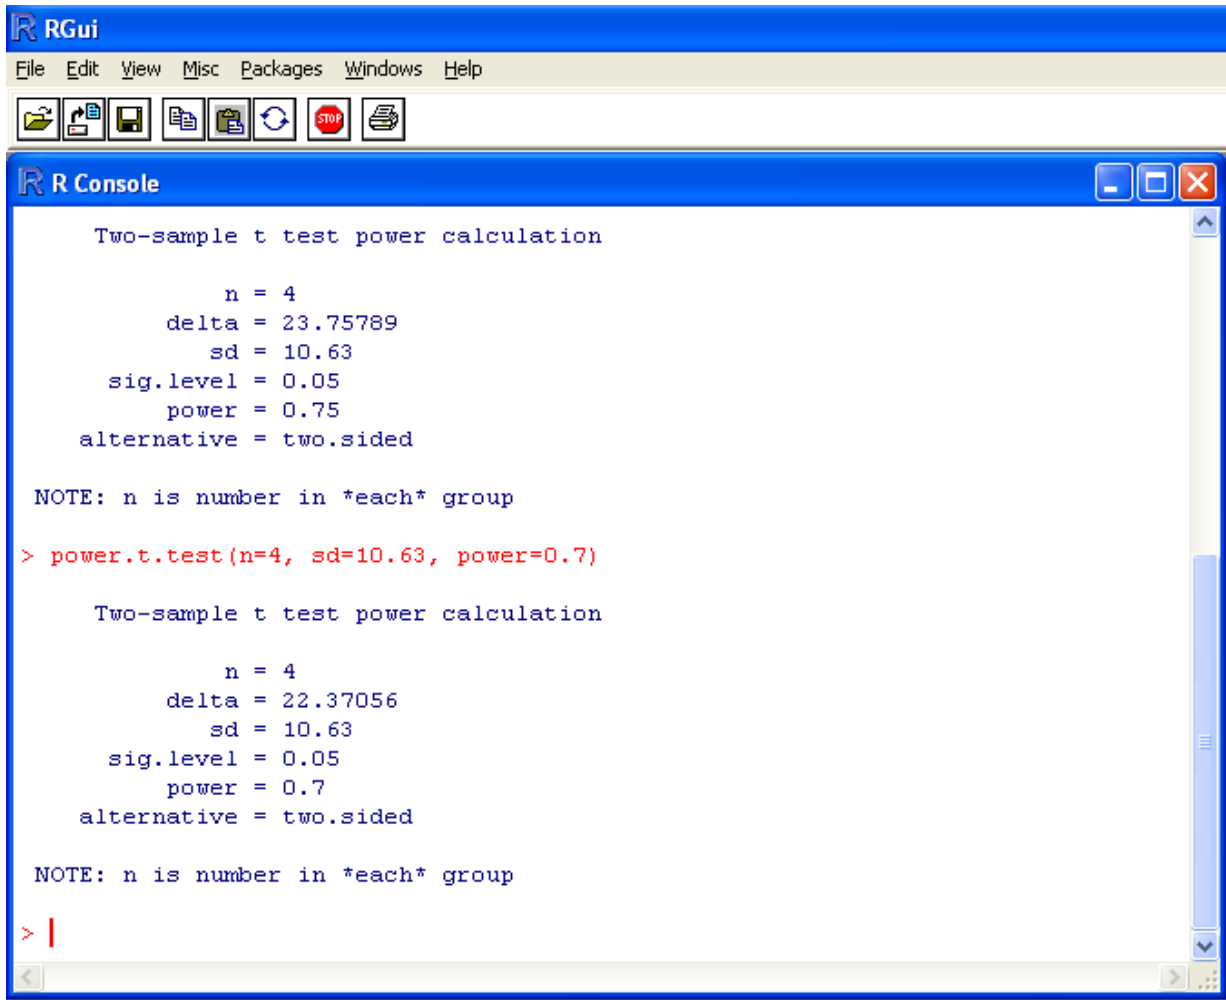 RGui
File Edit View Misc Packages Windows Help
STOP
R Console
Two-sample t test power calculation
n = 4
delta = 23.75789
sd = 10.63
sig.level = 0.05
power = 0.75
alternative = two.sided
NOTE: n is number in *each* group
> power.t.test(n=4, sd=10.63, power=0.7)
Two-sample t test power calculation
n = 4
delta = 22.37056
sd = 10.63
sig.level = 0.05
power = 0.7
alternative = two.sided
NOTE: n is number in *each* group
>